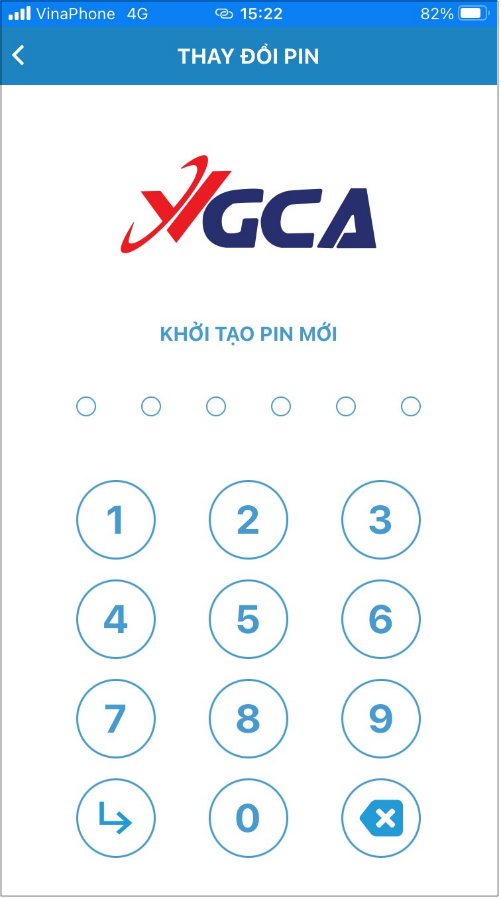 VinaPhone 4G 15:22 82%
THAY ĐỔI PIN
VGCA
KHỞI TẠO PIN MỚI
1 2 3
4 5 6
7 8 9
0